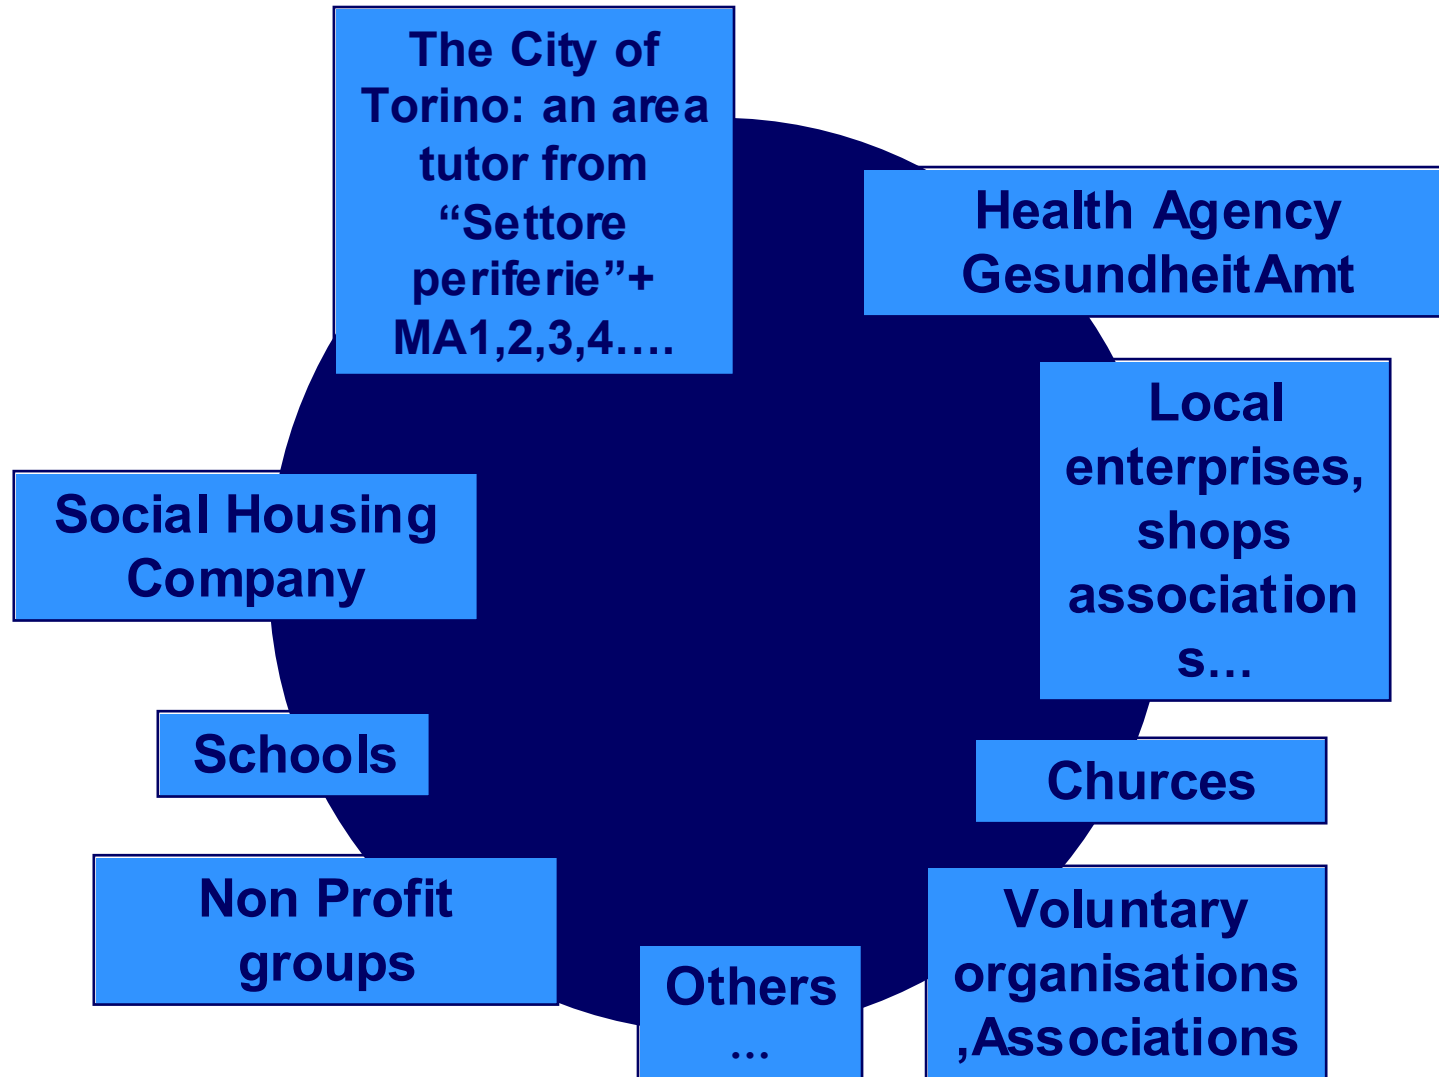 The City of
Torino: an area
tutor from
“Settore
periferie”+
MA1,2,3,4….
Health Agency
GesundheitAmt
Local
enterprises,
shops
association
s…
Social Housing
Company
Schools
Churces
Non Profit
groups
Voluntary
organisations
,Associations
Others
…